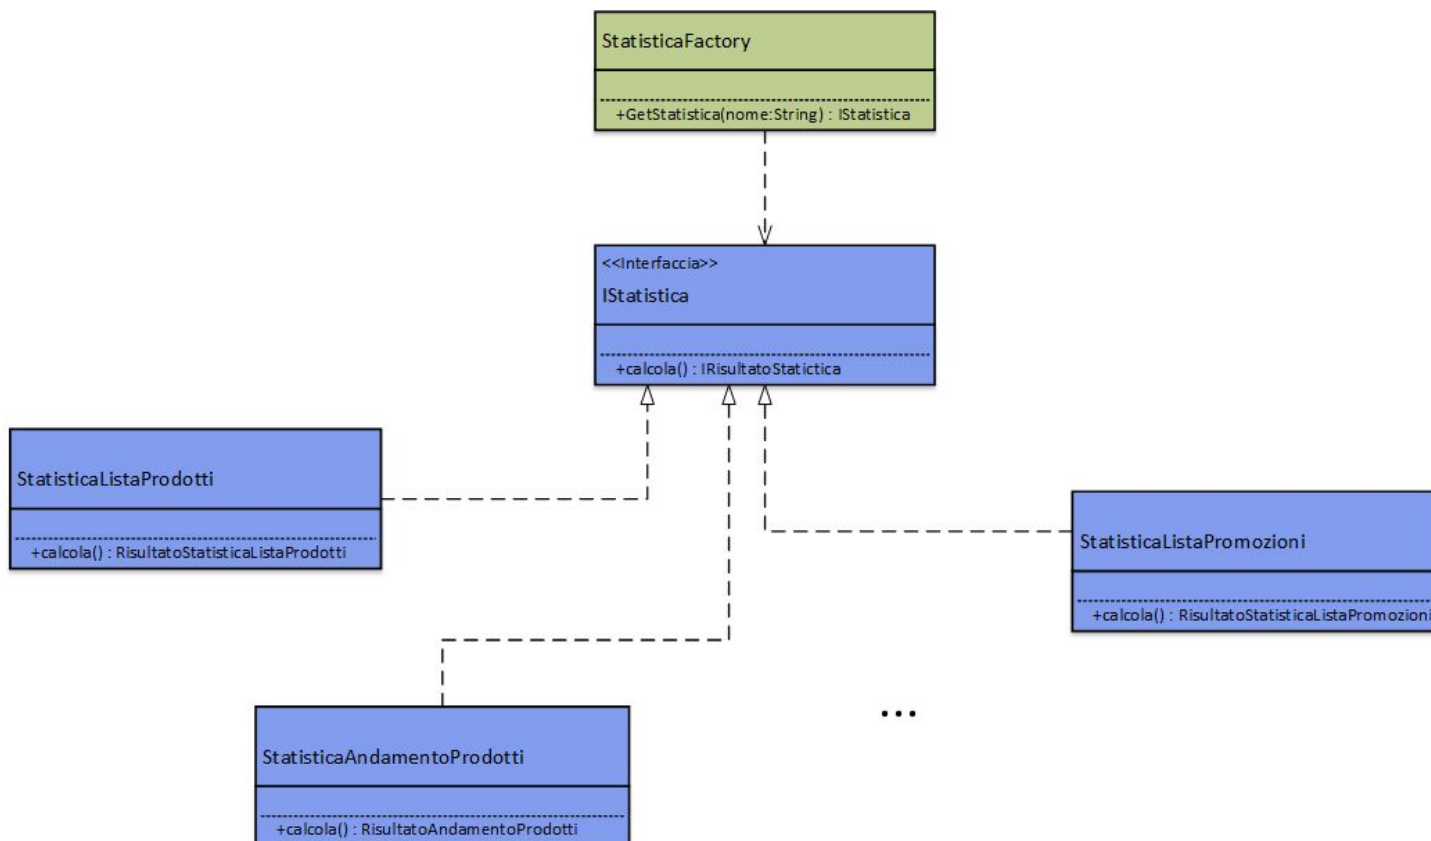 StatisticaFactory
+GetStatistica(nome:String) : IStatistica
<<Interfaccia>>
IStatistica
+calcola() : IRisultatoStatictica
StatisticaListaProdotti
+calcola() : RisultatoStatisticaListaProdotti
StatisticaListaPromozioni
+calcola() : RisultatoStatisticaListaPromozioni
...
StatisticaAndamentoProdotti
+calcola() : RisultatoAndamentoProdotti